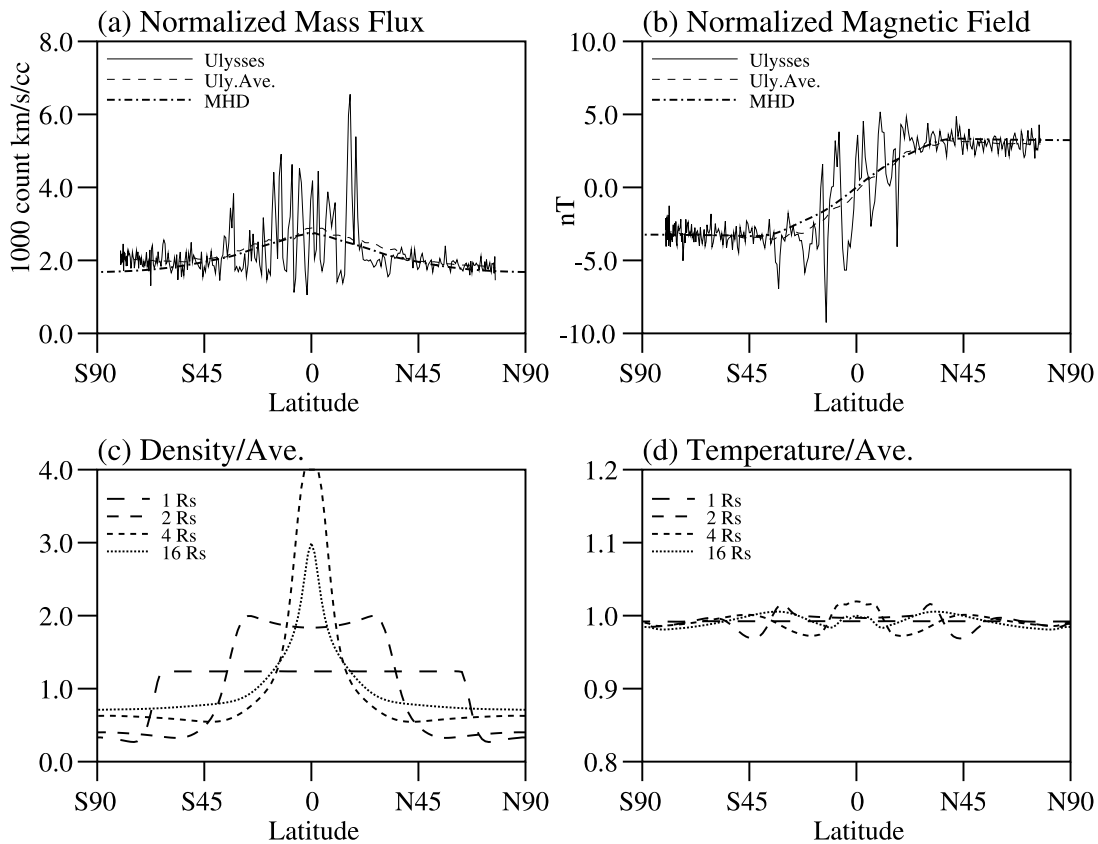 (a) Normalized Mass Flux
8.0
6.0
4.0
2.0
0.0
1000 count km/s/cc
Ulysses
Uly.Ave.
MHD
S90 S45 0 N45 N90
Latitude
(b) Normalized Magnetic Field
10.0
5.0
0.0
-5.0
-10.0
nT
Ulysses
Uly.Ave.
MHD
S90 S45 0 N45 N90
Latitude
(c) Density/Ave.
4.0
3.0
2.0
1.0
0.0
1 Rs
2 Rs
4 Rs
16 Rs
S90 S45 0 N45 N90
Latitude
(d) Temperature/Ave.
1.2
1.1
1.0
0.9
0.8
1 Rs
2 Rs
4 Rs
16 Rs
S90 S45 0 N45 N90
Latitude